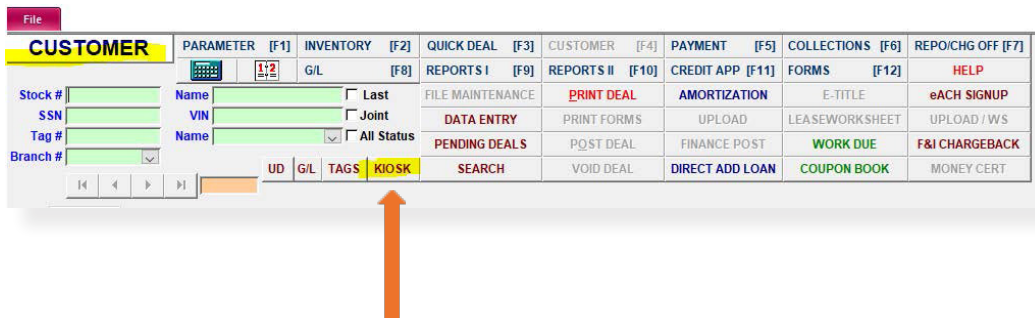 File
CUSTOMER PARAMETER [F1] INVENTORY [F2] QUICK DEAL [F3] CUSTOMER [F4] PAYMENT [F5] COLLECTIONS [F6] REPO/CHG OFF [F7]
1 2 G/L [F8] REPORTS I [F9] REPORTS II [F10] CREDIT APP [F11] FORMS [F12] HELP
Stock # Name Last FILE MAINTENANCE PRINT DEAL AMORTIZATION E-TITLE eACH SIGNUP
SSN VIN Joint DATA ENTRY PRINT FORMS UPLOAD LEASEWORKSHEET UPLOAD / WS
Tag # Name All Status PENDING DEALS POST DEAL FINANCE POST WORK DUE F&I CHARGEBACK
Branch # UD G/L TAGS KIOSK SEARCH VOID DEAL DIRECT ADD LOAN COUPON BOOK MONEY CERT